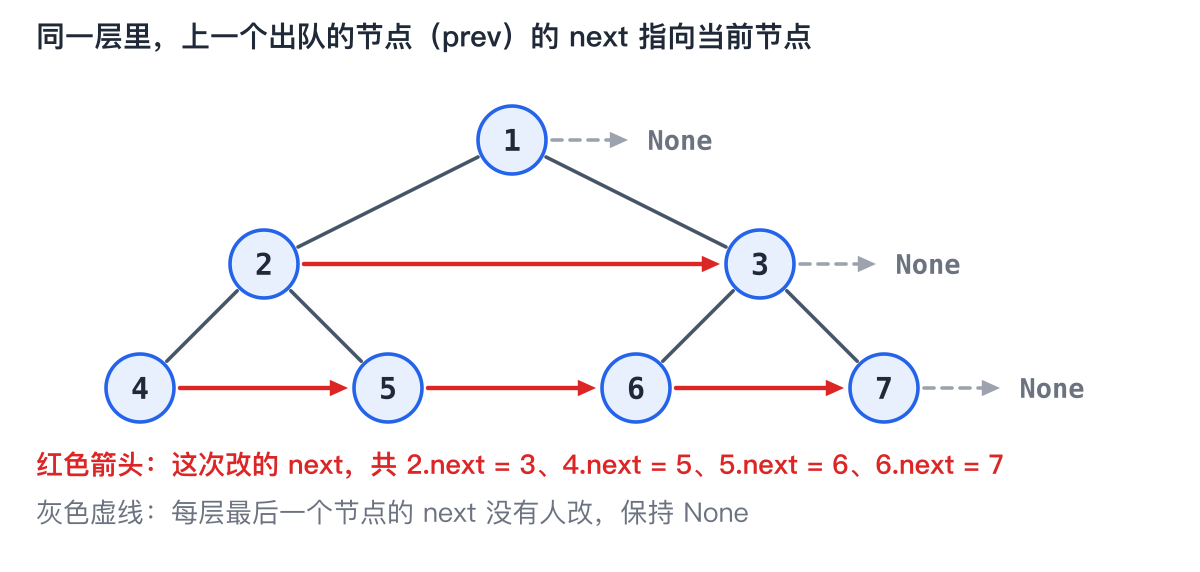 同一层里，上一个出队的节点（prev）的 next 指向当前节点
1 None
2 3 None
4 5 6 7 None
红色箭头：这次改的 next，共 2.next = 3、4.next = 5、5.next = 6、6.next = 7
灰色虚线：每层最后一个节点的 next 没有人改，保持 None